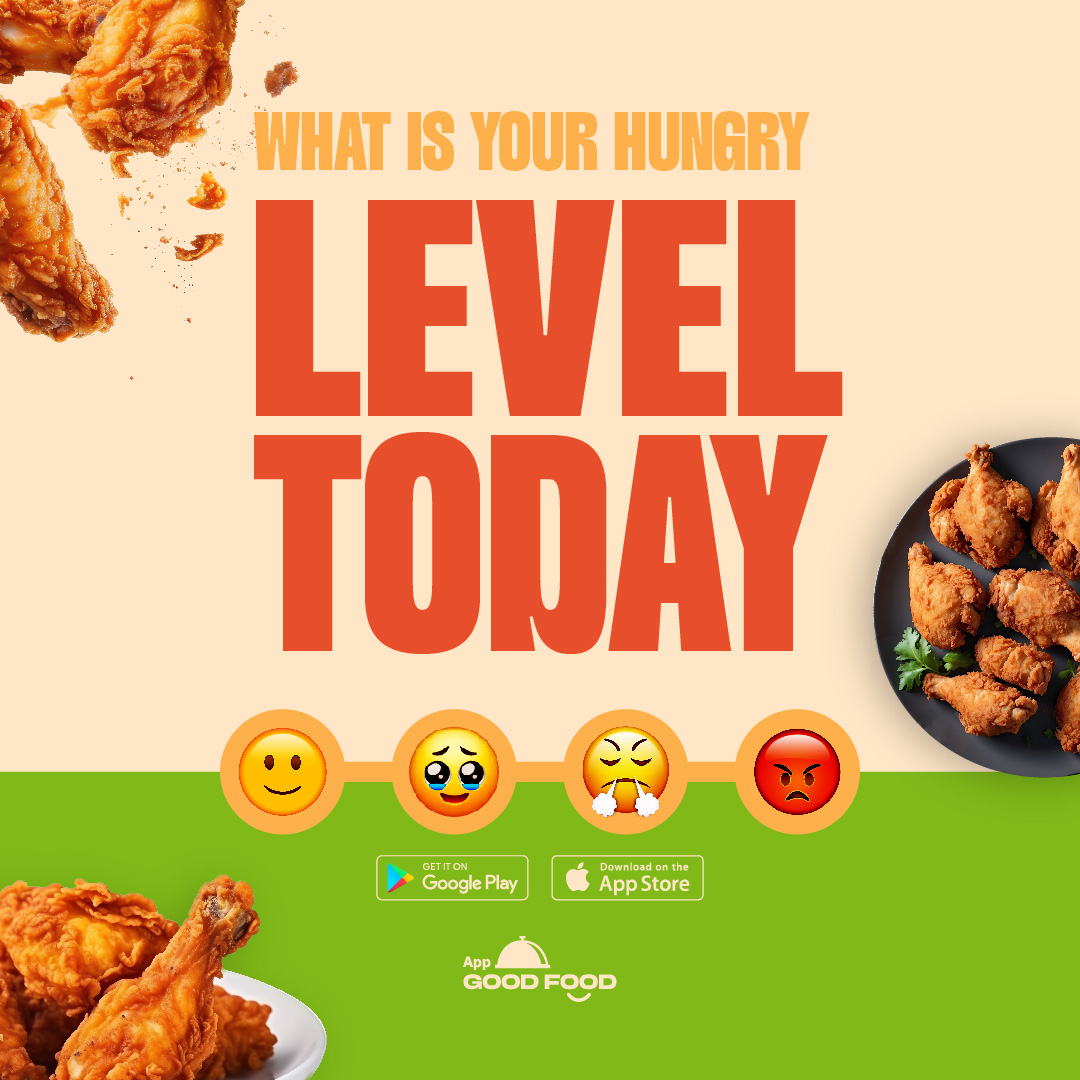 WHAT IS YOUR HUNGRY
LEVEL
TODAY
GET IT ON
Google Play
Download on the
App Store
App
GOOD FOOD